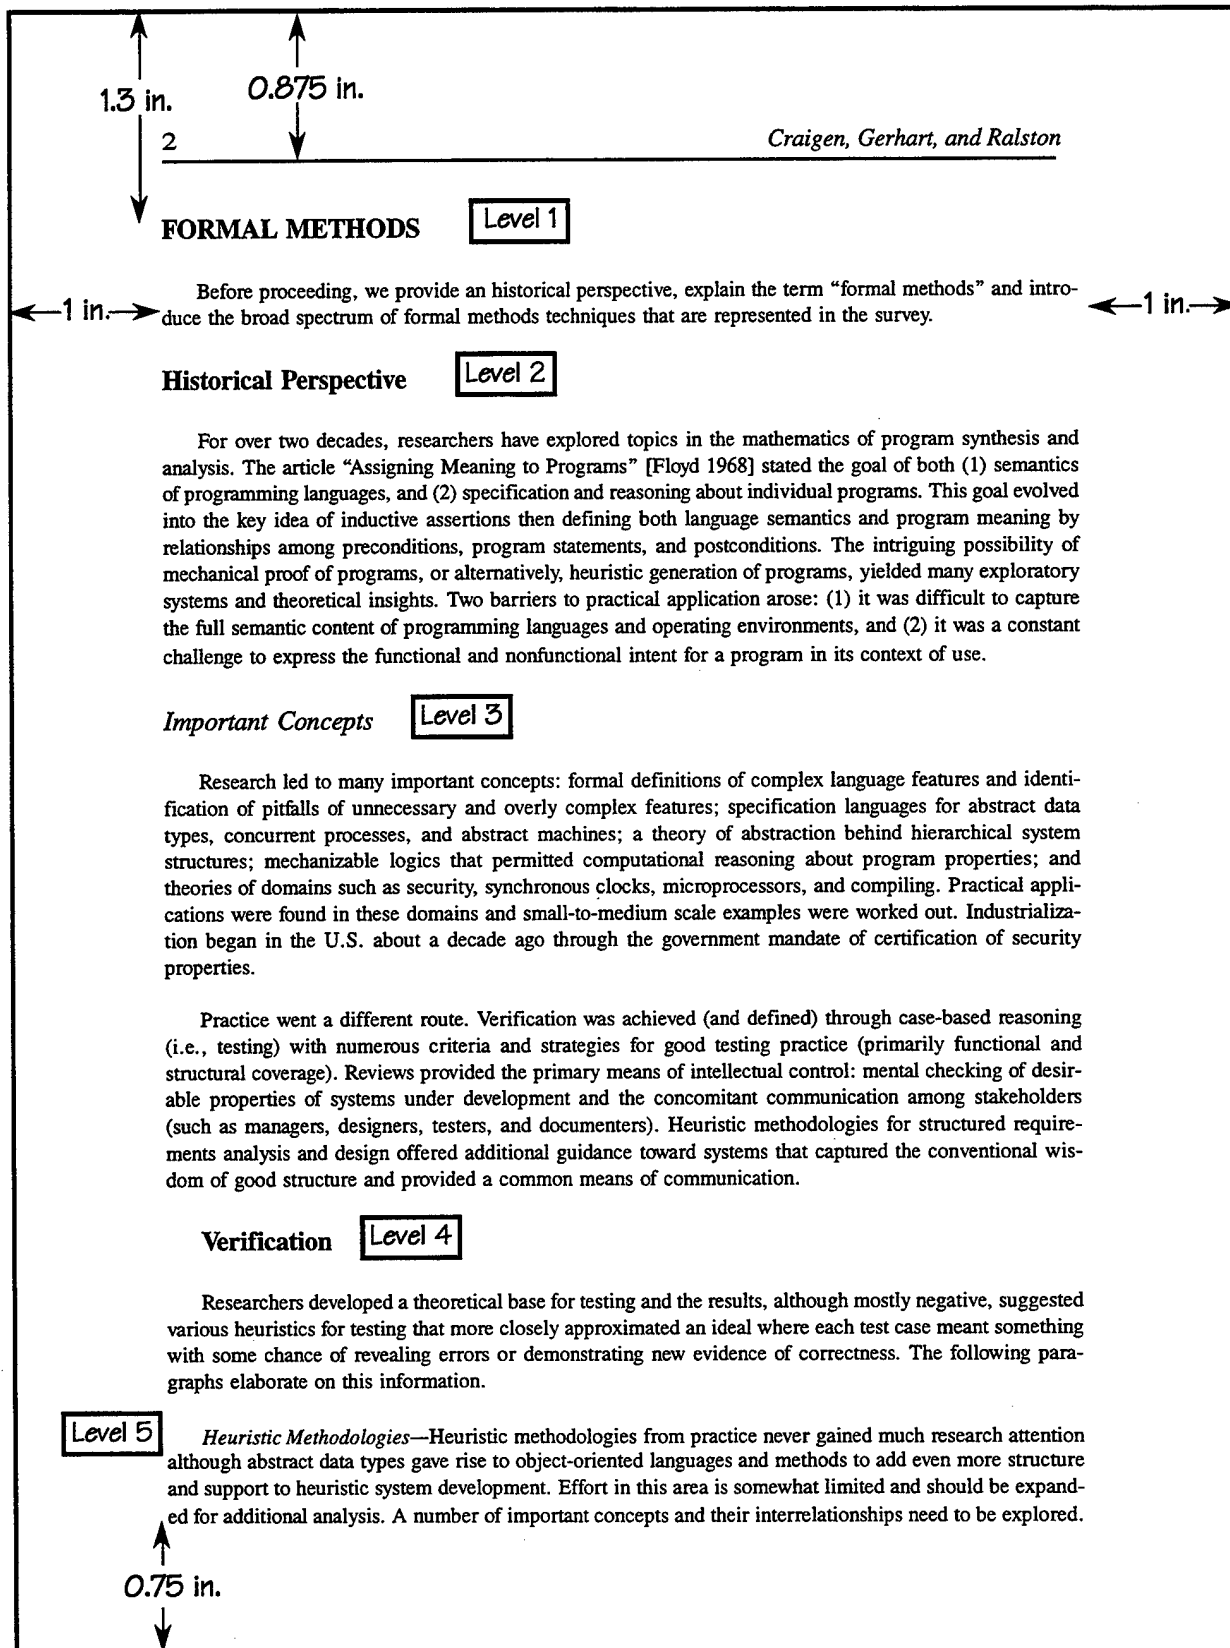 1.3 in.
0.875 in.
2 Craigen, Gerhart, and Ralston
FORMAL METHODS Level 1
Before proceeding, we provide an historical perspective, explain the term “formal methods” and intro-
←1 in.→ duce the broad spectrum of formal methods techniques that are represented in the survey. ←1 in.→
Historical Perspective Level 2
For over two decades, researchers have explored topics in the mathematics of program synthesis and
analysis. The article “Assigning Meaning to Programs” [Floyd 1968] stated the goal of both (1) semantics
of programming languages, and (2) specification and reasoning about individual programs. This goal evolved
into the key idea of inductive assertions then defining both language semantics and program meaning by
relationships among preconditions, program statements, and postconditions. The intriguing possibility of
mechanical proof of programs, or alternatively, heuristic generation of programs, yielded many exploratory
systems and theoretical insights. Two barriers to practical application arose: (1) it was difficult to capture
the full semantic content of programming languages and operating environments, and (2) it was a constant
challenge to express the functional and nonfunctional intent for a program in its context of use.
Important Concepts Level 3
Research led to many important concepts: formal definitions of complex language features and identi-
fication of pitfalls of unnecessary and overly complex features; specification languages for abstract data
types, concurrent processes, and abstract machines; a theory of abstraction behind hierarchical system
structures; mechanizable logics that permitted computational reasoning about program properties; and
theories of domains such as security, synchronous clocks, microprocessors, and compiling. Practical appli-
cations were found in these domains and small-to-medium scale examples were worked out. Industrializa-
tion began in the U.S. about a decade ago through the government mandate of certification of security
properties.
Practice went a different route. Verification was achieved (and defined) through case-based reasoning
(i.e., testing) with numerous criteria and strategies for good testing practice (primarily functional and
structural coverage). Reviews provided the primary means of intellectual control: mental checking of desir-
able properties of systems under development and the concomitant communication among stakeholders
(such as managers, designers, testers, and documenters). Heuristic methodologies for structured require-
ments analysis and design offered additional guidance toward systems that captured the conventional wis-
dom of good structure and provided a common means of communication.
Verification Level 4
Researchers developed a theoretical base for testing and the results, although mostly negative, suggested
various heuristics for testing that more closely approximated an ideal where each test case meant something
with some chance of revealing errors or demonstrating new evidence of correctness. The following para-
graphs elaborate on this information.
Level 5 Heuristic Methodologies—Heuristic methodologies from practice never gained much research attention
although abstract data types gave rise to object-oriented languages and methods to add even more structure
and support to heuristic system development. Effort in this area is somewhat limited and should be expand-
ed for additional analysis. A number of important concepts and their interrelationships need to be explored.
0.75 in.